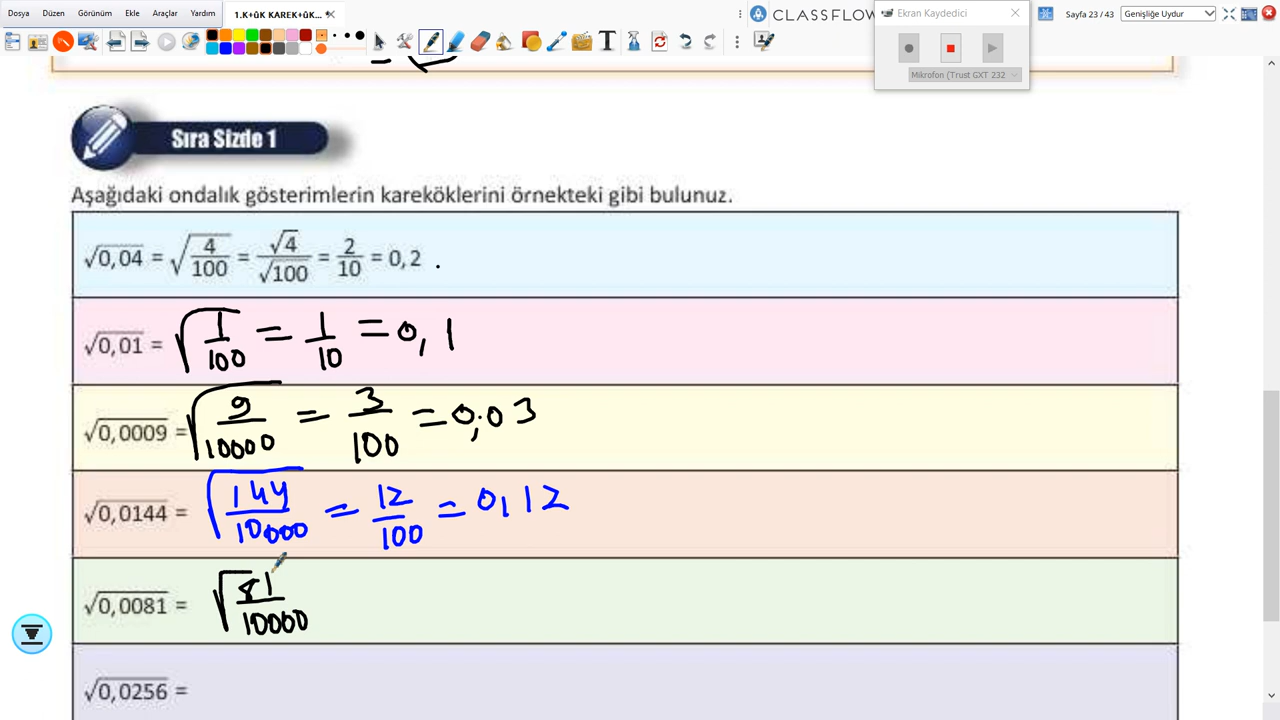 Dosya Düzen Görünüm Ekle Araçlar Yardım 1.K+ûK KAREK+ûK... CLASSFLOW Ekran Kaydedici Sayfa 23 / 43 Genişliğe Uydur
Mikrofon (Trust GXT 232
Sıra Sizde 1
Aşağıdaki ondalık gösterimlerin kareköklerini örnekteki gibi bulunuz.
√0,04 = √(4/100) = √4/√100 = 2/10 = 0,2 .
√0,01 = √(1/100) = 1/10 = 0,1
√0,0009 = √(9/10000) = 3/100 = 0,03
√0,0144 = √(144/10000) = 12/100 = 0,12
√0,0081 = √(81/10000)
√0,0256 =